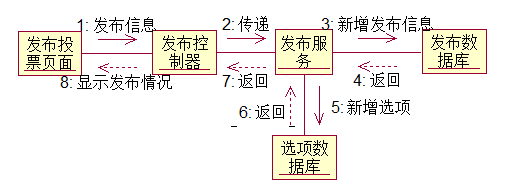 1: 发布信息
2: 传递
3: 新增发布信息
发布投
票页面
发布控
制器
发布服
务
发布数
据库
8: 显示发布情况
7: 返回
4: 返回
6: 返回
5: 新增选项
选项数
据库